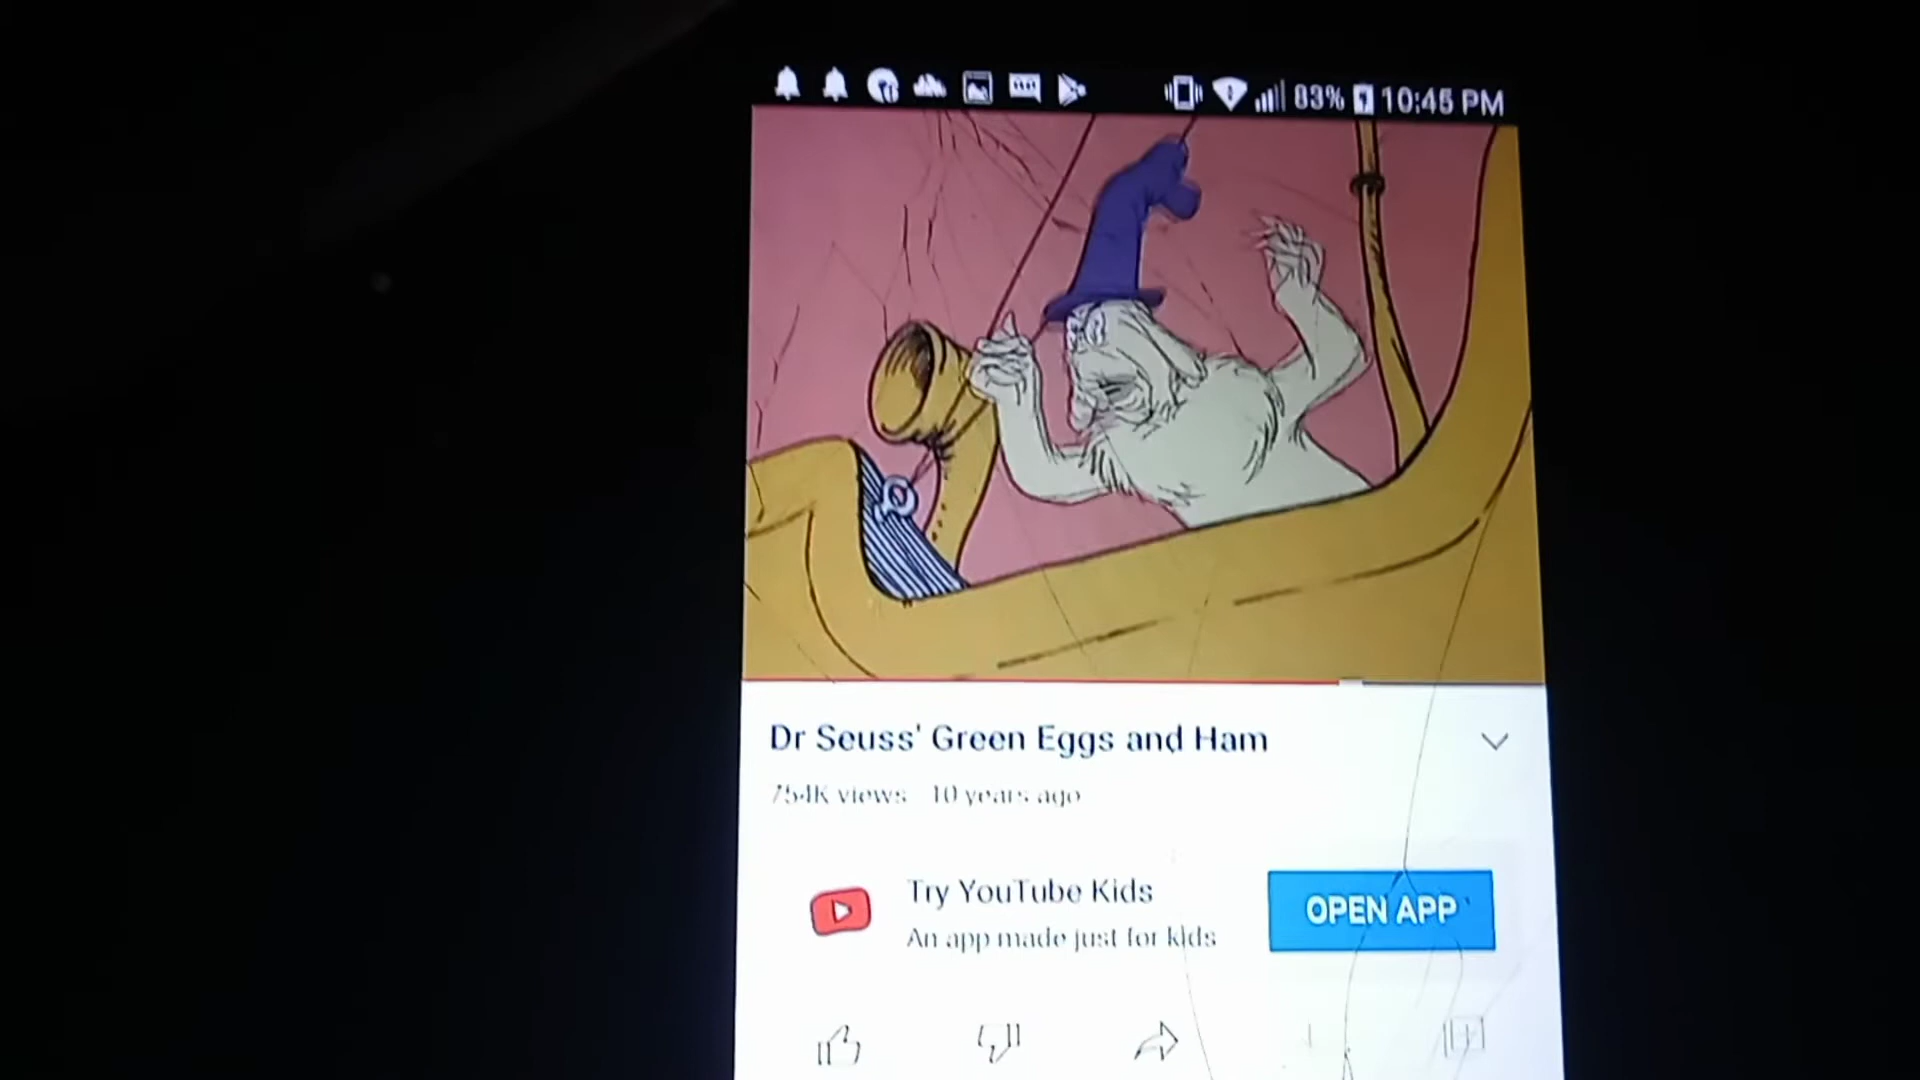 83% 10:45 PM
Dr Seuss' Green Eggs and Ham
754K views 10 years ago
Try YouTube Kids
An app made just for kids
OPEN APP